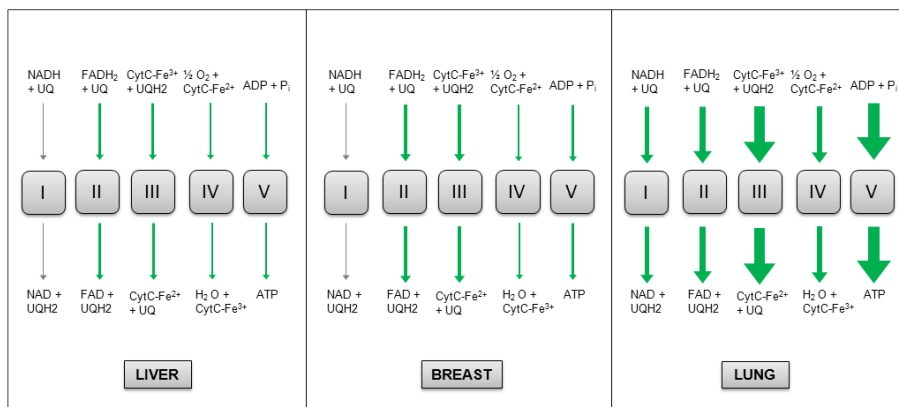 NADH + UQ
FADH₂ + UQ
CytC-Fe³⁺ + UQH2
½ O₂ + CytC-Fe²⁺
ADP + Pᵢ
I
II
III
IV
V
NAD + UQH2
FAD + UQH2
CytC-Fe²⁺ + UQ
H₂ O + CytC-Fe³⁺
ATP
LIVER
NADH + UQ
FADH₂ + UQ
CytC-Fe³⁺ + UQH2
½ O₂ + CytC-Fe²⁺
ADP + Pᵢ
I
II
III
IV
V
NAD + UQH2
FAD + UQH2
CytC-Fe²⁺ + UQ
H₂ O + CytC-Fe³⁺
ATP
BREAST
NADH + UQ
FADH₂ + UQ
CytC-Fe³⁺ + UQH2
½ O₂ + CytC-Fe²⁺
ADP + Pᵢ
I
II
III
IV
V
NAD + UQH2
FAD + UQH2
CytC-Fe²⁺ + UQ
H₂ O + CytC-Fe³⁺
ATP
LUNG